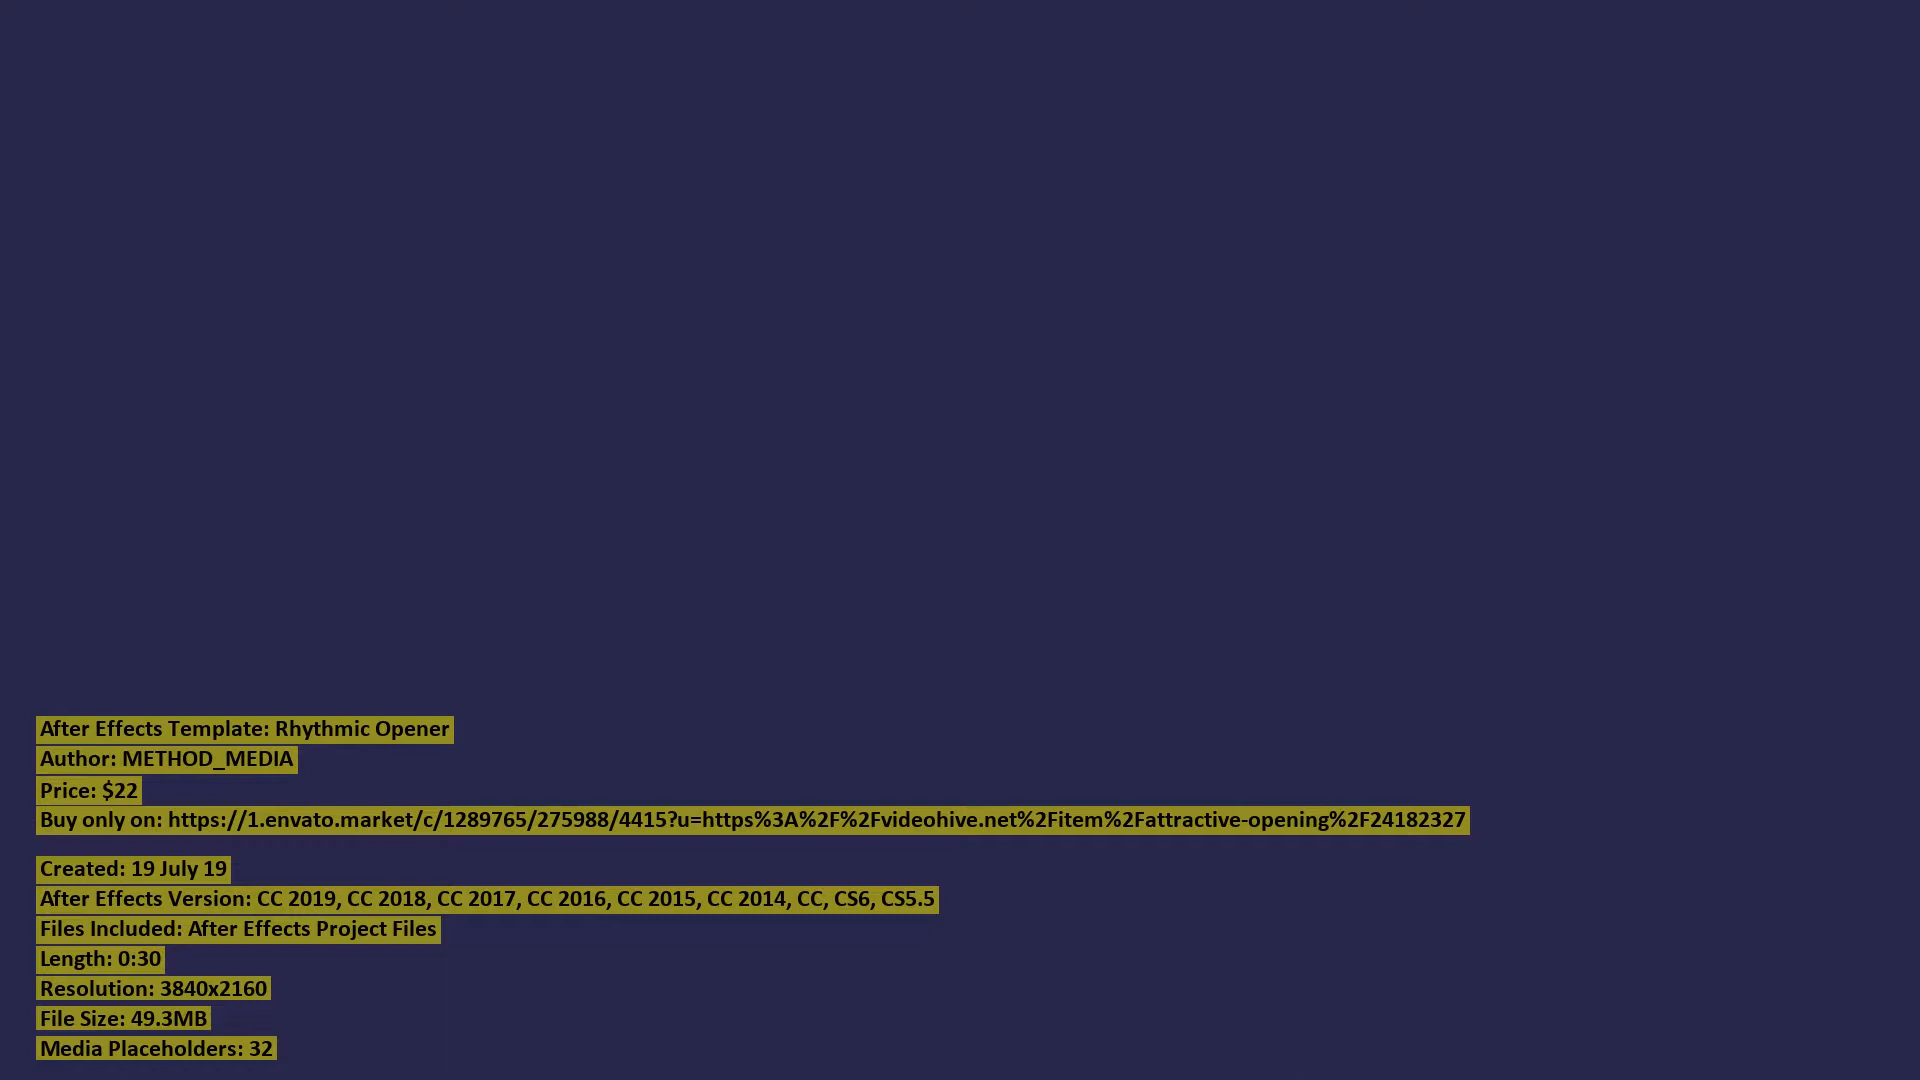 After Effects Template: Rhythmic Opener
Author: METHOD_MEDIA
Price: $22
Buy only on: https://1.envato.market/c/1289765/275988/4415?u=https%3A%2F%2Fvideohive.net%2Fitem%2Fattractive-opening%2F24182327
Created: 19 July 19
After Effects Version: CC 2019, CC 2018, CC 2017, CC 2016, CC 2015, CC 2014, CC, CS6, CS5.5
Files Included: After Effects Project Files
Length: 0:30
Resolution: 3840x2160
File Size: 49.3MB
Media Placeholders: 32